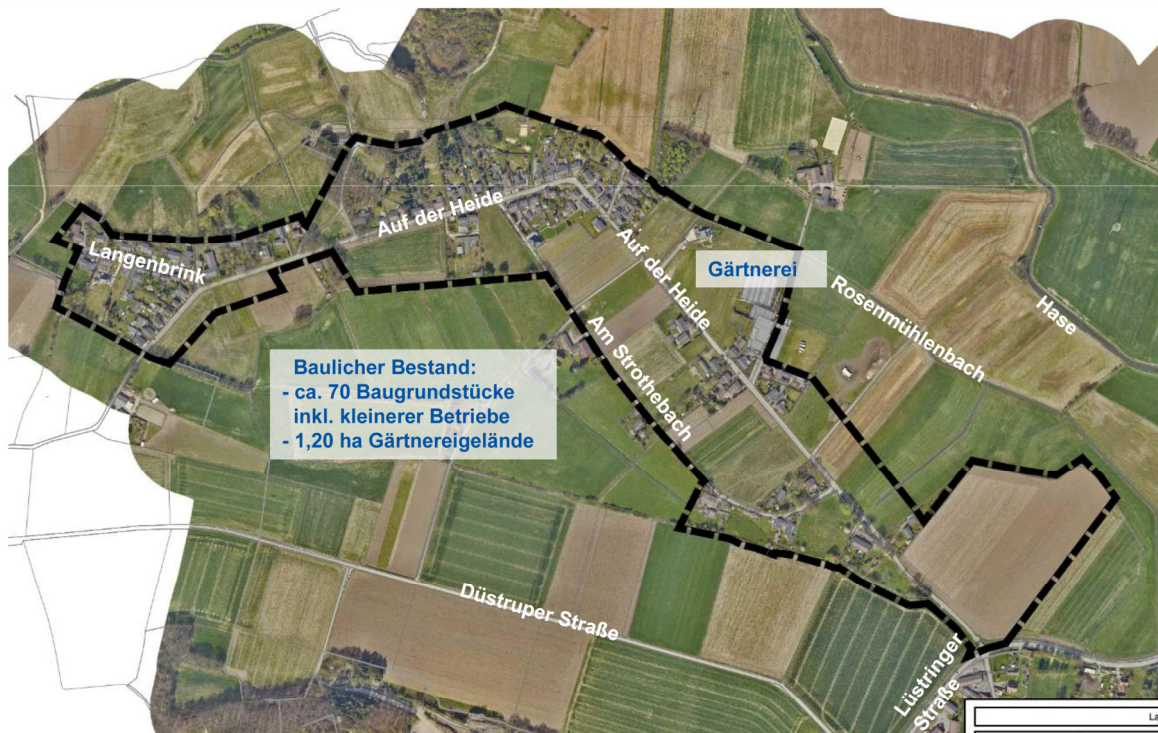 Langenbrink
Auf der Heide
Auf der Heide
Gärtnerei
Rosenmühlenbach
Hase
Am Strothebach
Baulicher Bestand:
- ca. 70 Baugrundstücke
inkl. kleinerer Betriebe
- 1,20 ha Gärtnereigelände
Düstruper Straße
Lüstringer
Straße